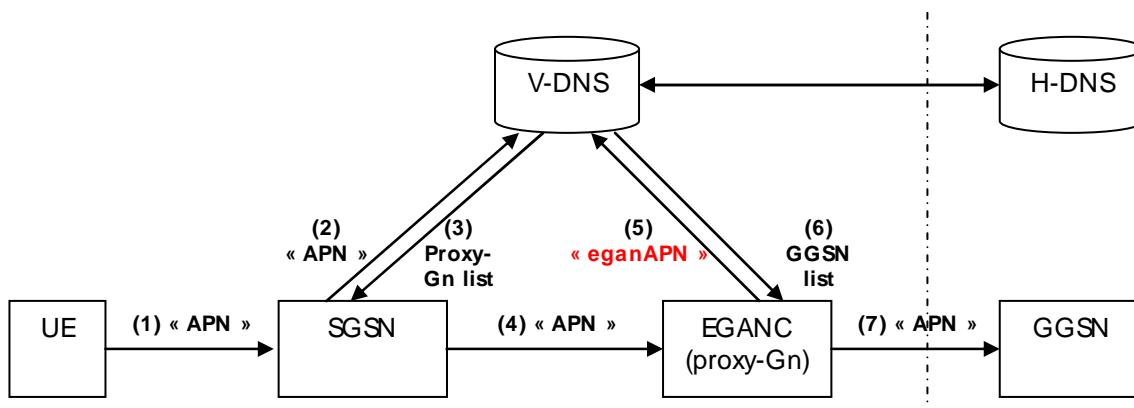 V-DNS
H-DNS
(2)
« APN »
(3)
Proxy-
Gn list
(5)
« eganAPN »
(6)
GGSN
list
UE
(1) « APN »
SGSN
(4) « APN »
EGANC
(proxy-Gn)
(7) « APN »
GGSN